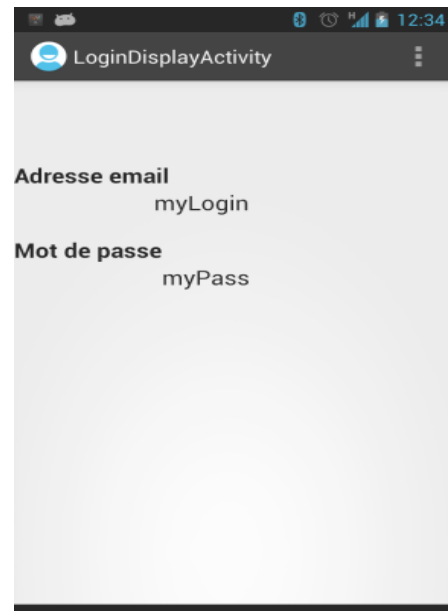 H 12:34
LoginDisplayActivity
Adresse email
myLogin
Mot de passe
myPass